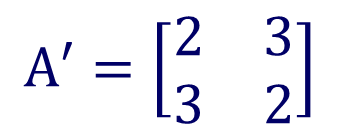 A′ = [2 3
3 2]